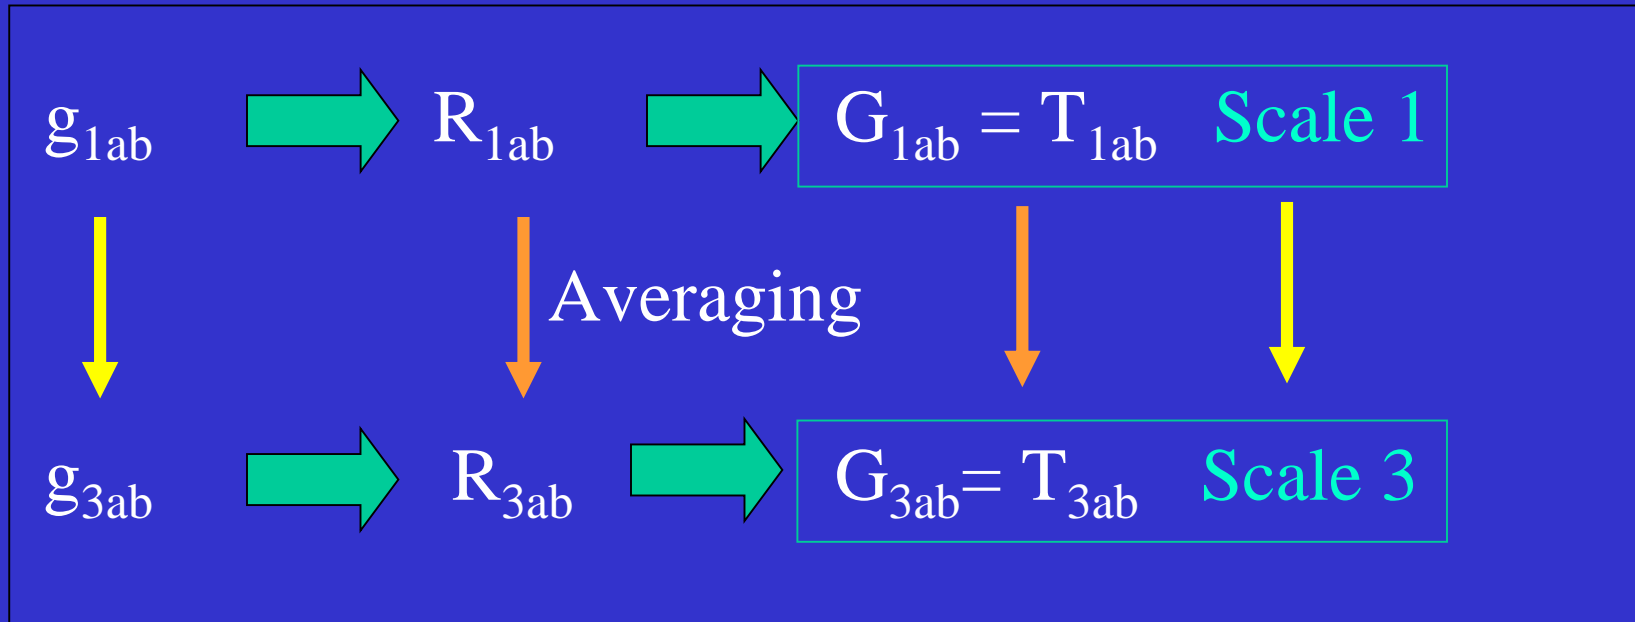 g1ab R1ab G1ab = T1ab Scale 1
Averaging
g3ab R3ab G3ab= T3ab Scale 3